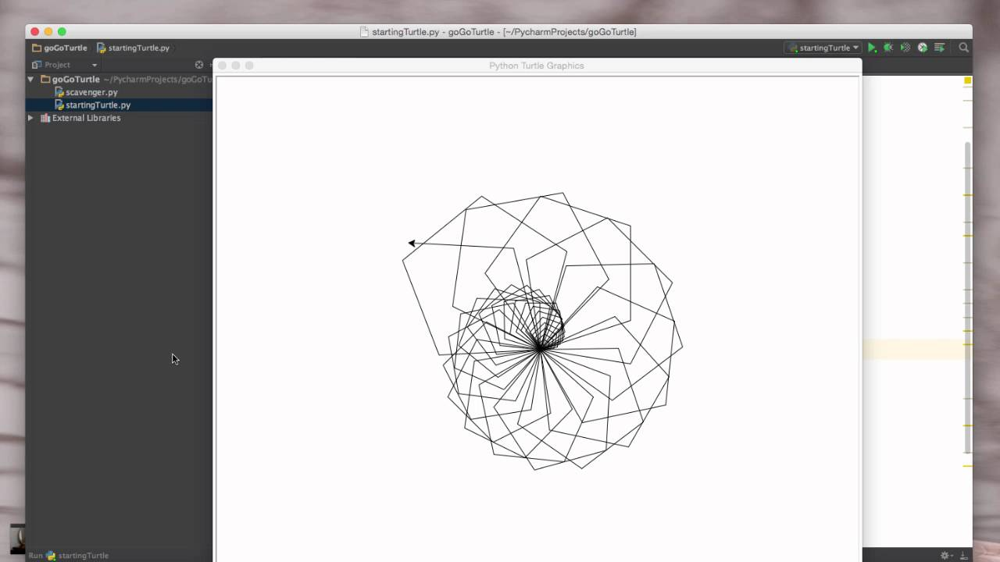 startingTurtle.py - goGoTurtle - [~/PycharmProjects/goGoTurtle]
goGoTurtle startingTurtle.py startingTurtle
Project
Python Turtle Graphics
goGoTurtle ~/PycharmProjects/goGoTu
scavenger.py
startingTurtle.py
External Libraries
Run startingTurtle